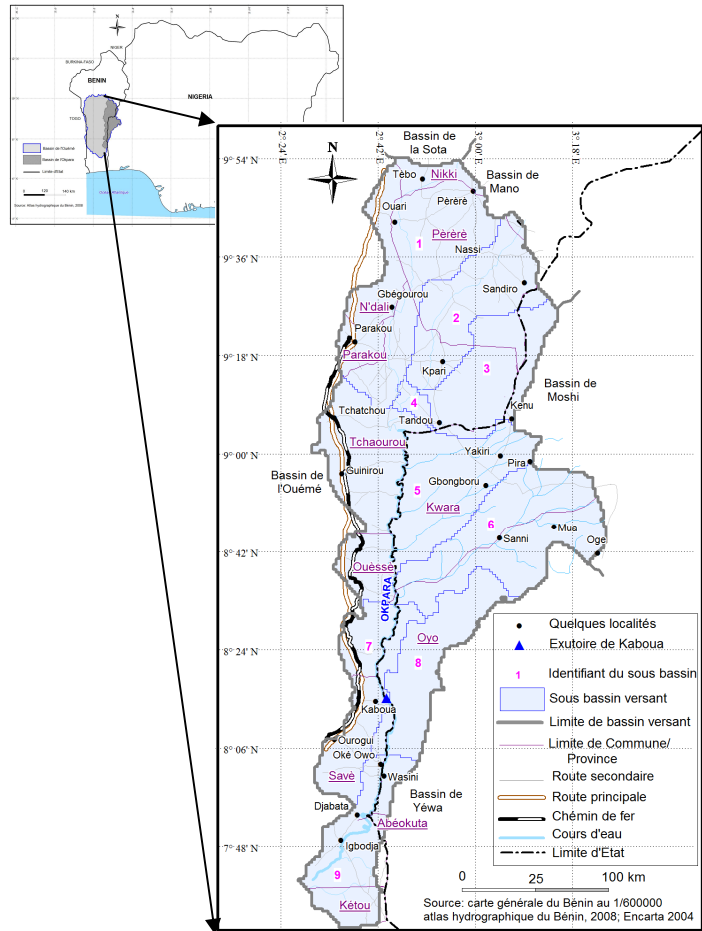 NIGER
BURKINA FASO
BENIN
NIGERIA
TOGO
Bassin de l'Ouémé
Bassin de l'Okpara
Limite d'Etat
0 120 140 km
Océan Atlantique
Source: Atlas hydrographique du Bénin, 2008
2°24' E
2°42' E
3°00' E
3°18' E
Bassin de
la Sota
N
9°54' N
Tèbo
Nikki
Bassin de
Mano
Pèrèrè
Ouari
1
Pèrèrè
Nassi
9°36' N
Sandiro
Gbégourou
N'dali
2
Parakou
Parakou
9°18' N
Kpari
3
Bassin de
Moshi
4
Tchatchou
Tandou
Kenu
Tchaourou
9°00' N
Yakiri
Pira
Bassin de
l'Ouémé
Guinirou
5
Gbongboru
Kwara
6
Mua
Sanni
Oge
8°42' N
Ouèssè
OKPARA
Oyo
7
8
8°24' N
Kaboua
Ourogui
8°06' N
Oké Owo
Savè
Wasini
Bassin de
Yéwa
Djabata
Abéokuta
7°48' N
Igbodja
9
Kétou
Quelques localités
Exutoire de Kaboua
1 Identifiant du sous bassin
Sous bassin versant
Limite de bassin versant
Limite de Commune/
Province
Route secondaire
Route principale
Chémin de fer
Cours d'eau
Limite d'Etat
0 25 100 km
Source: carte générale du Bénin au 1/600000
atlas hydrographique du Bénin, 2008; Encarta 2004